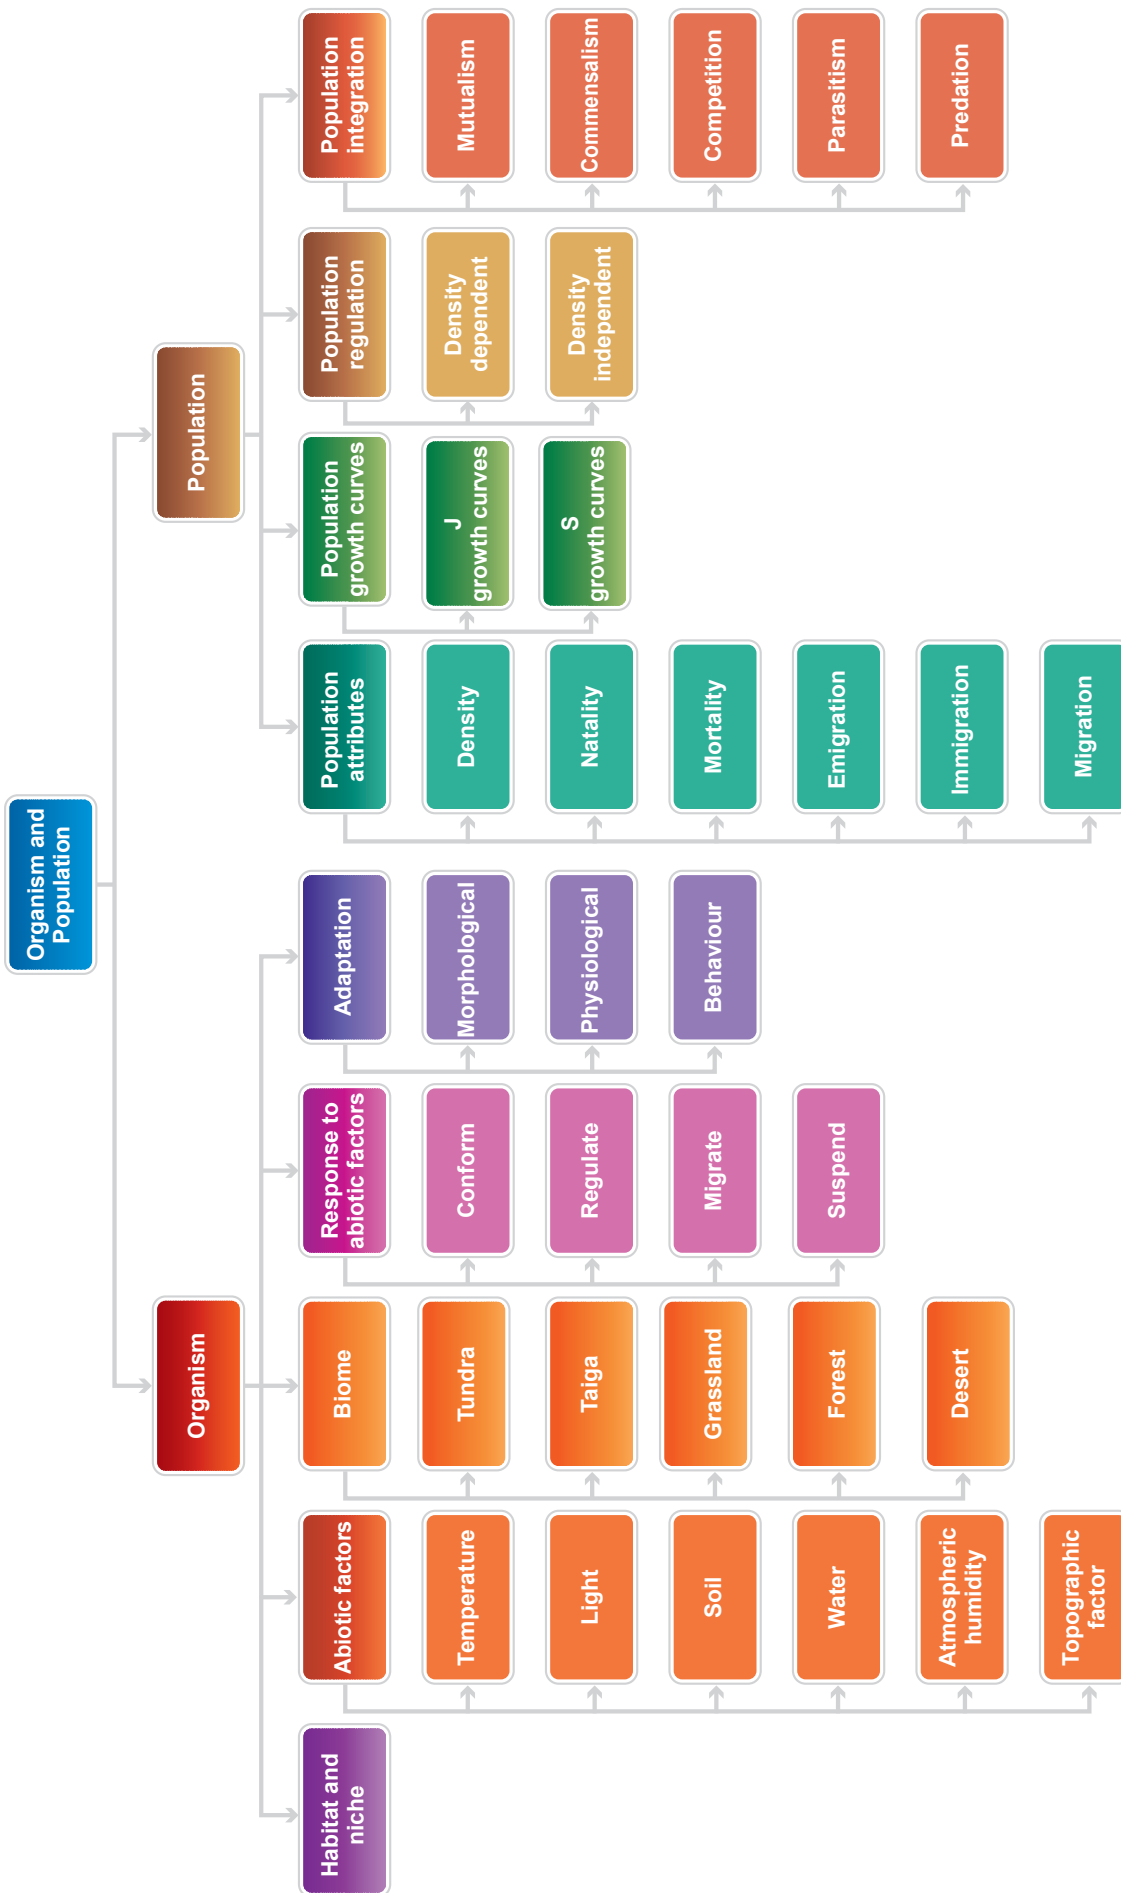 Organism and
Population
Organism
Population
Habitat and
niche
Abiotic factors
Temperature
Light
Soil
Water
Atmospheric
humidity
Topographic
factor
Biome
Tundra
Taiga
Grassland
Forest
Desert
Response to
abiotic factors
Conform
Regulate
Migrate
Suspend
Adaptation
Morphological
Physiological
Behaviour
Population
attributes
Density
Natality
Mortality
Emigration
Immigration
Migration
Population
growth curves
J
growth curves
S
growth curves
Population
regulation
Density
dependent
Density
independent
Population
integration
Mutualism
Commensalism
Competition
Parasitism
Predation